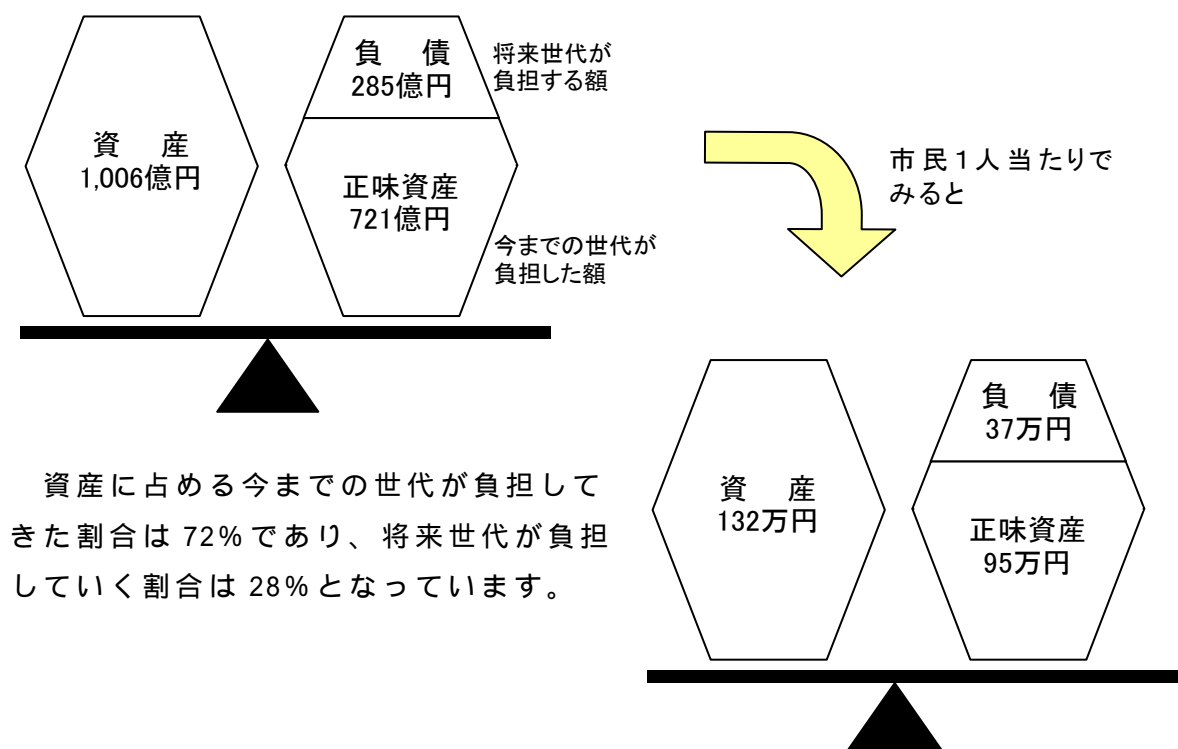 資　産
1,006億円
負　債
285億円
将来世代が
負担する額
正味資産
721億円
今までの世代が
負担した額
市民１人当たりで
みると
　資産に占める今までの世代が負担して
きた割合は 72%であり、将来世代が負担
していく割合は 28%となっています。
資　産
132万円
負　債
37万円
正味資産
95万円